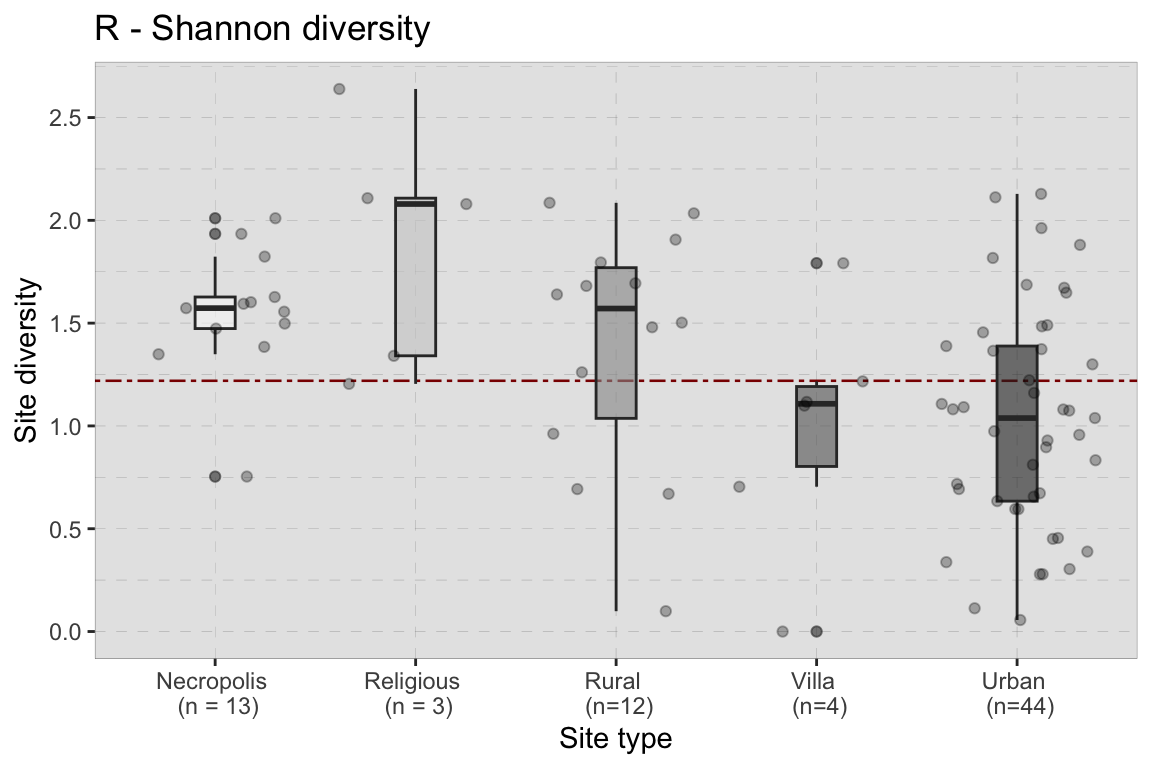 R - Shannon diversity
Site diversity
2.5
2.0
1.5
1.0
0.5
0.0
Necropolis Religious Rural Villa Urban
(n = 13) (n = 3) (n=12) (n=4) (n=44)
Site type